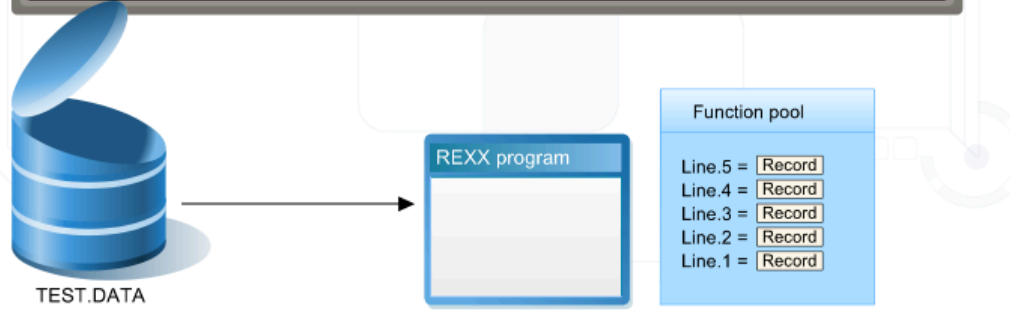 TEST.DATA
REXX program
Function pool
Line.5 = Record
Line.4 = Record
Line.3 = Record
Line.2 = Record
Line.1 = Record